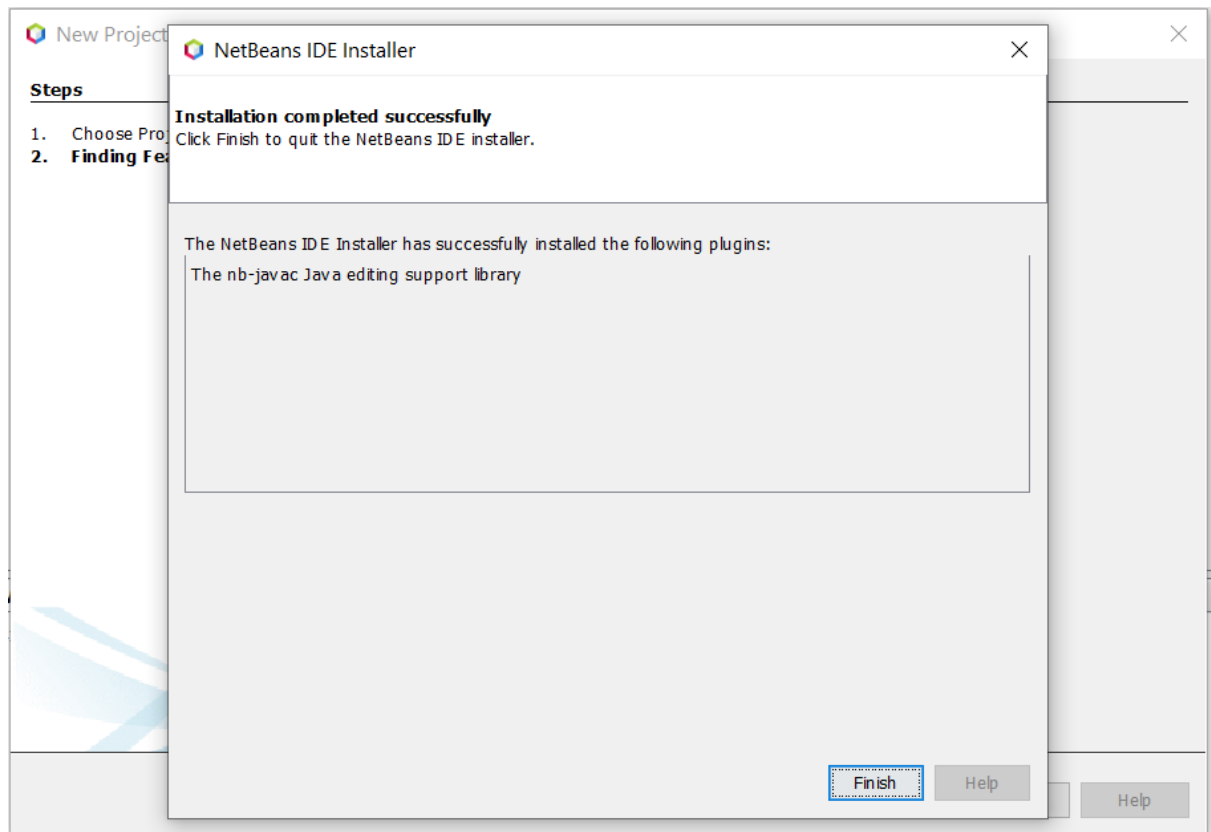 New Project
NetBeans IDE Installer
Steps
1. Choose Pro
2. Finding Fea
Installation completed successfully
Click Finish to quit the NetBeans IDE installer.
The NetBeans IDE Installer has successfully installed the following plugins:
The nb-javac Java editing support library
Finish
Help
Help